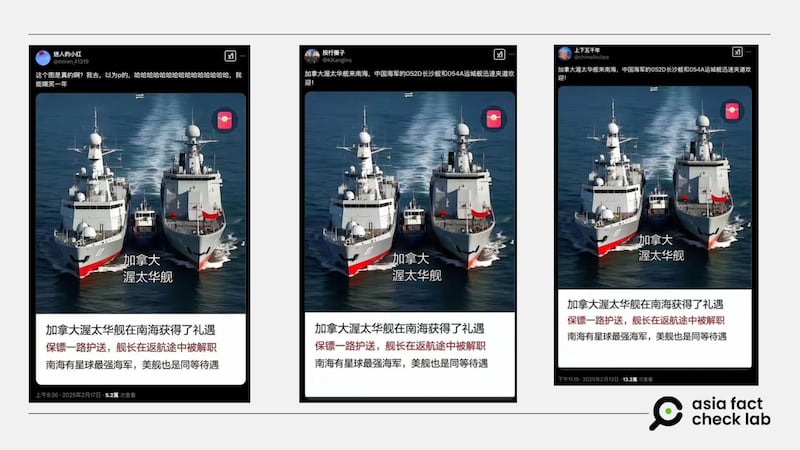 迷人的小红
@miren_61319
这个图是真的啊？我去，以为p的，哈哈哈哈哈哈哈哈哈哈哈哈哈哈哈，我
能嘲笑一年
加拿大
渥太华舰
加拿大渥太华舰在南海获得了礼遇
保镖一路护送，舰长在返航途中被解职
南海有星球最强海军，美舰也是同等待遇
上午8:36 · 2025年2月17日 · 5.2萬 次查看
@KKangina
加拿大渥太华舰来南海，中国海军的052D长沙舰和054A运城舰迅速夹道欢
迎!
加拿大
渥太华舰
加拿大渥太华舰在南海获得了礼遇
保镖一路护送，舰长在返航途中被解职
南海有星球最强海军，美舰也是同等待遇
上下五千年
加拿大渥太华舰来南海，中国海军的052D长沙舰和054A运城舰迅速夹道欢
迎!
加拿大
渥太华舰
加拿大渥太华舰在南海获得了礼遇
保镖一路护送，舰长在返航途中被解职
南海有星球最强海军，美舰也是同等待遇
下午11:19 · 2025年2月13日 · 13.2萬 次查看
asia fact
check lab